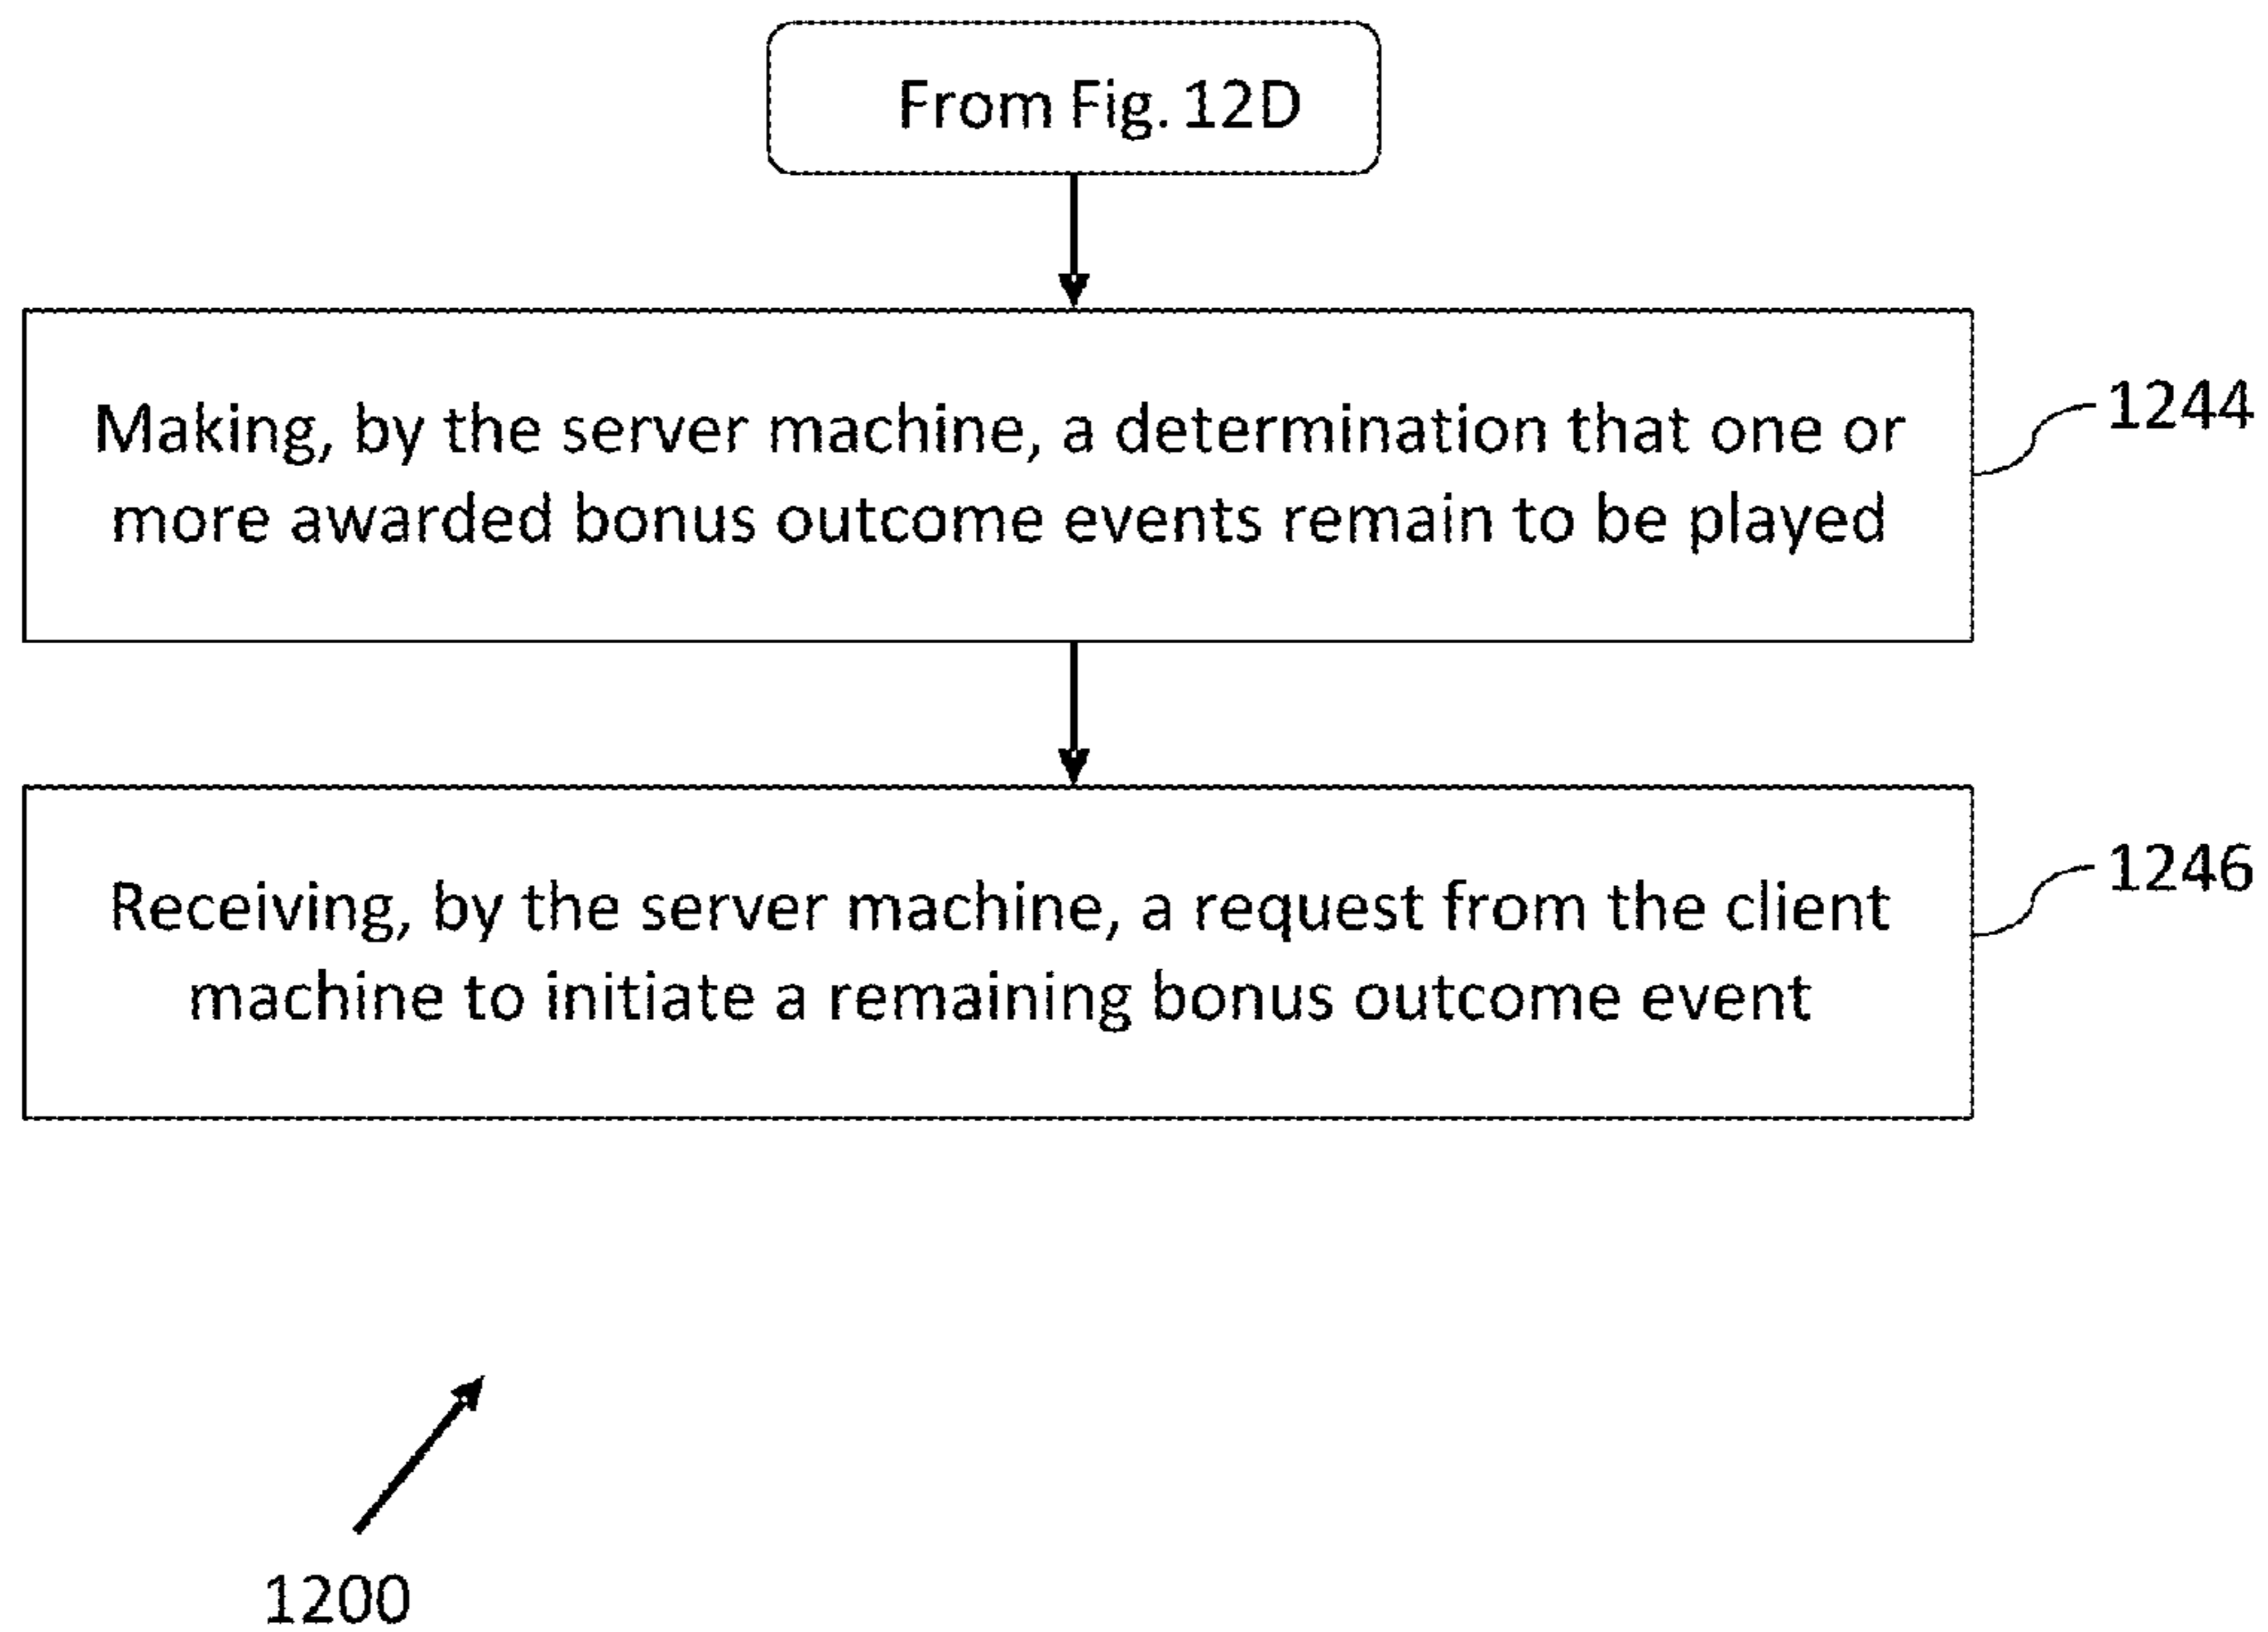 From Fig. 12D
Making, by the server machine, a determination that one or
more awarded bonus outcome events remain to be played
1244
Receiving, by the server machine, a request from the client
machine to initiate a remaining bonus outcome event
1246
1200